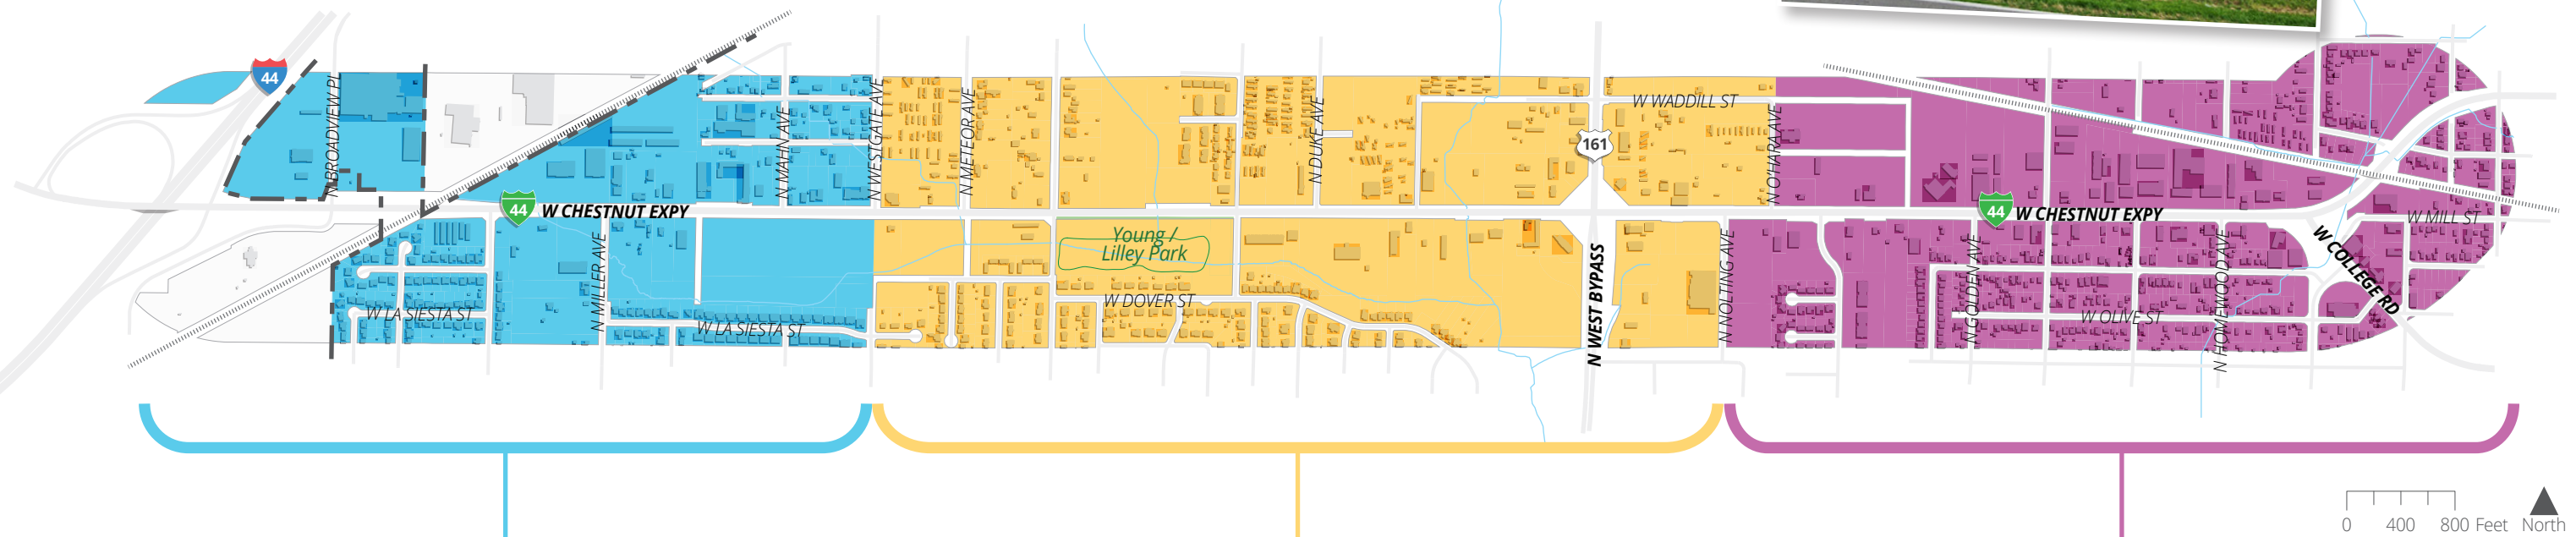 44
N BROADVIEW PL
44
W CHESTNUT EXPY
W LA SIESTA ST
N MILLER AVE
W LA SIESTA ST
N HAHN AVE
N WESTGATE AVE
N METEOR AVE
Young /
Lilley Park
W DOVER ST
N DUKE AVE
161
N WEST BYPASS
W WADDILL ST
N O'HARA AVE
N NOLTING AVE
44
W CHESTNUT EXPY
N GOLDEN AVE
W OLIVE ST
N HOMEWOOD AVE
W COLLEGE RD
W MILL ST
0 400 800 Feet
North